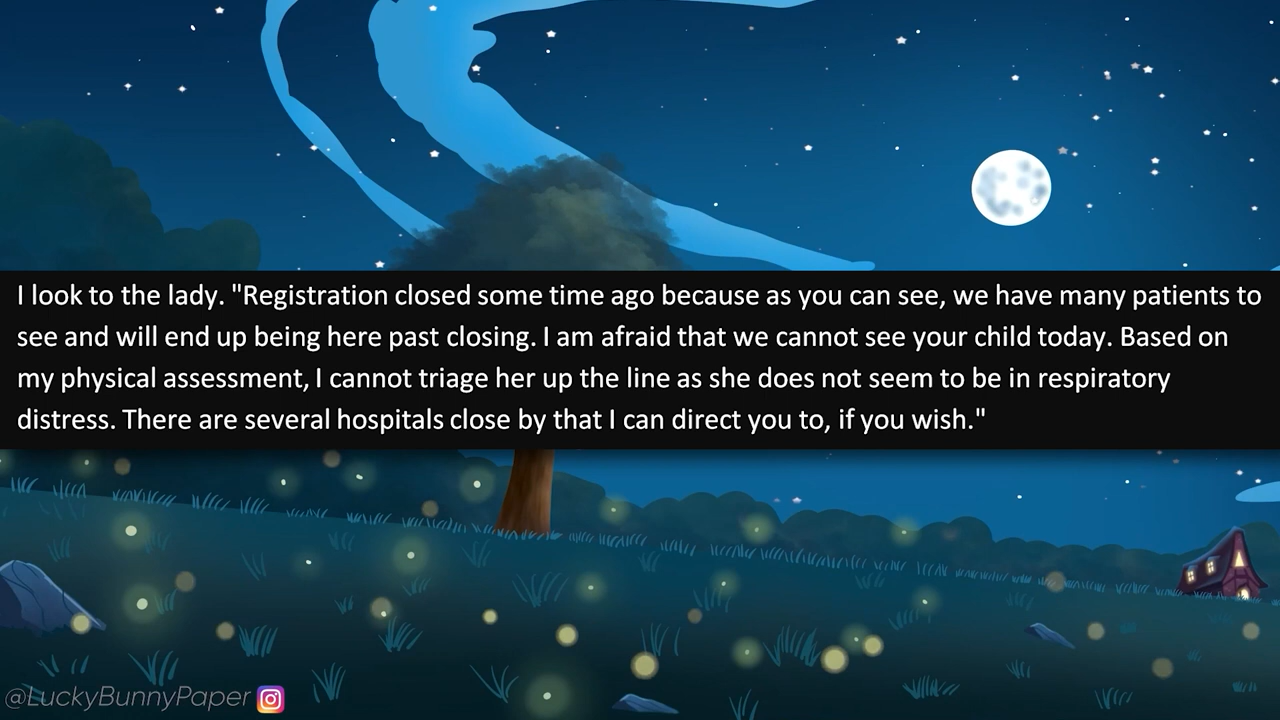 I look to the lady. "Registration closed some time ago because as you can see, we have many patients to
see and will end up being here past closing. I am afraid that we cannot see your child today. Based on
my physical assessment, I cannot triage her up the line as she does not seem to be in respiratory
distress. There are several hospitals close by that I can direct you to, if you wish."
@LuckyBunnyPaper